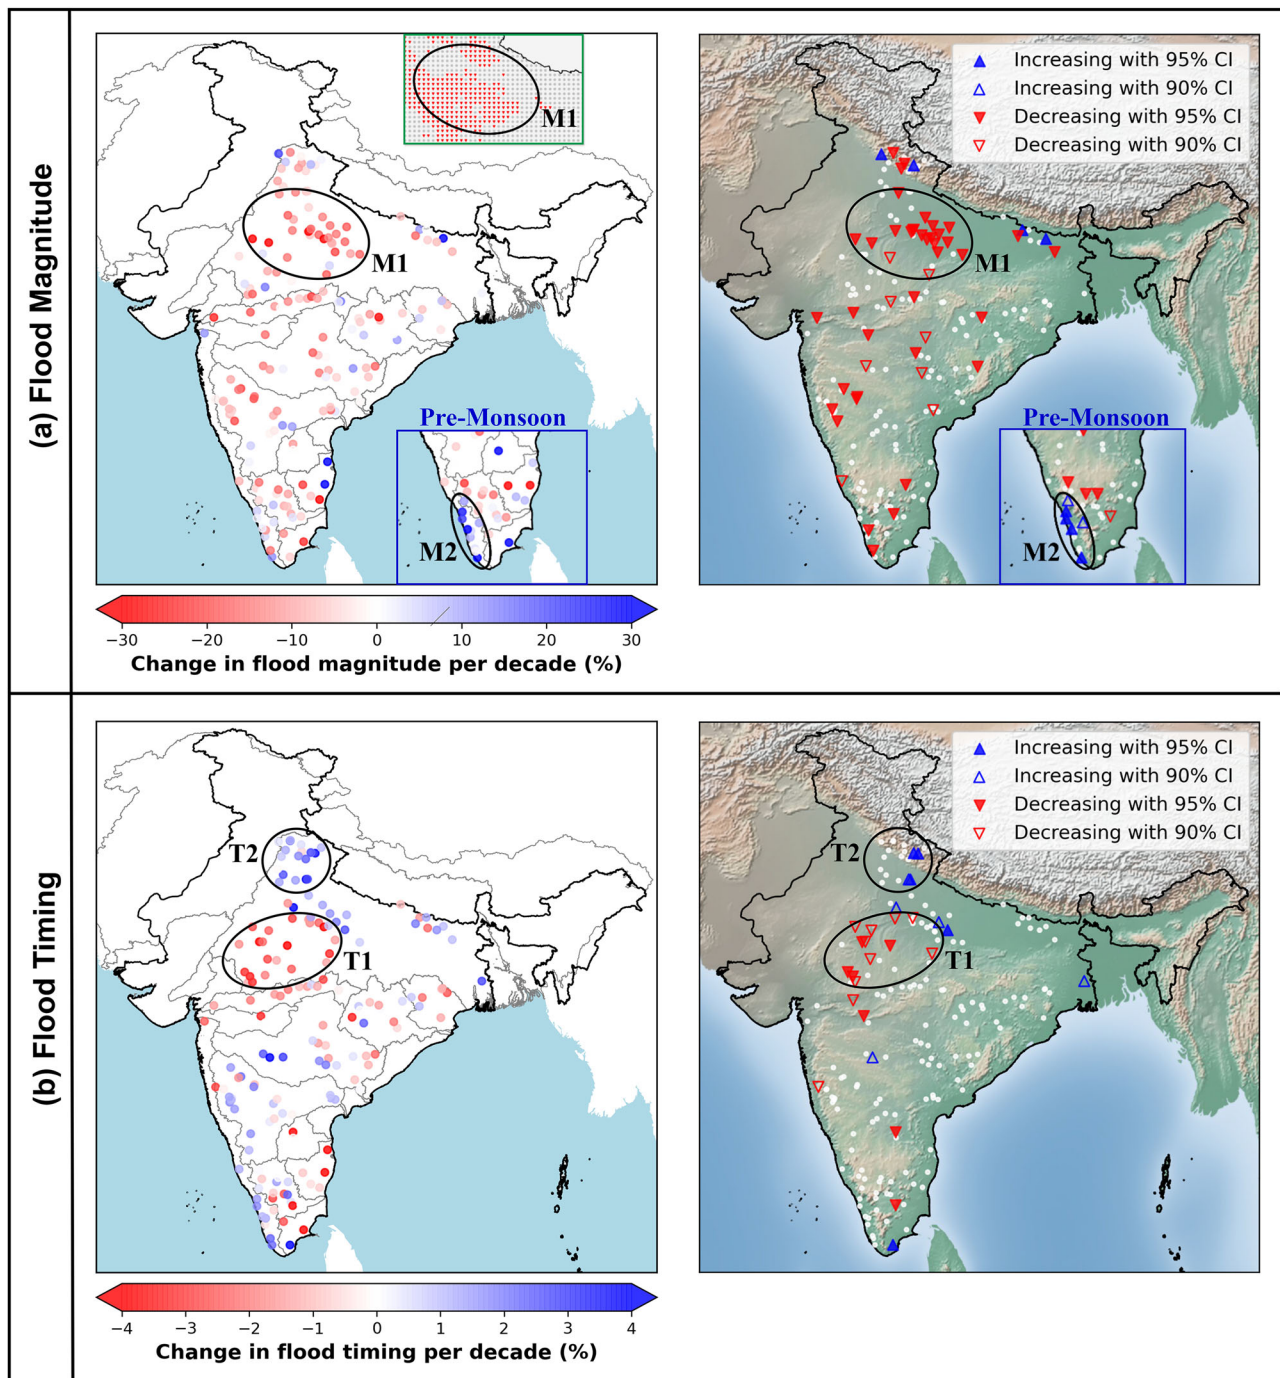 (a) Flood Magnitude
M1
M1
Pre-Monsoon
M2
−30 −20 −10 0 10 20 30
Change in flood magnitude per decade (%)
Increasing with 95% CI
Increasing with 90% CI
Decreasing with 95% CI
Decreasing with 90% CI
M1
Pre-Monsoon
M2
(b) Flood Timing
T2
T1
−4 −3 −2 −1 0 1 2 3 4
Change in flood timing per decade (%)
Increasing with 95% CI
Increasing with 90% CI
Decreasing with 95% CI
Decreasing with 90% CI
T2
T1